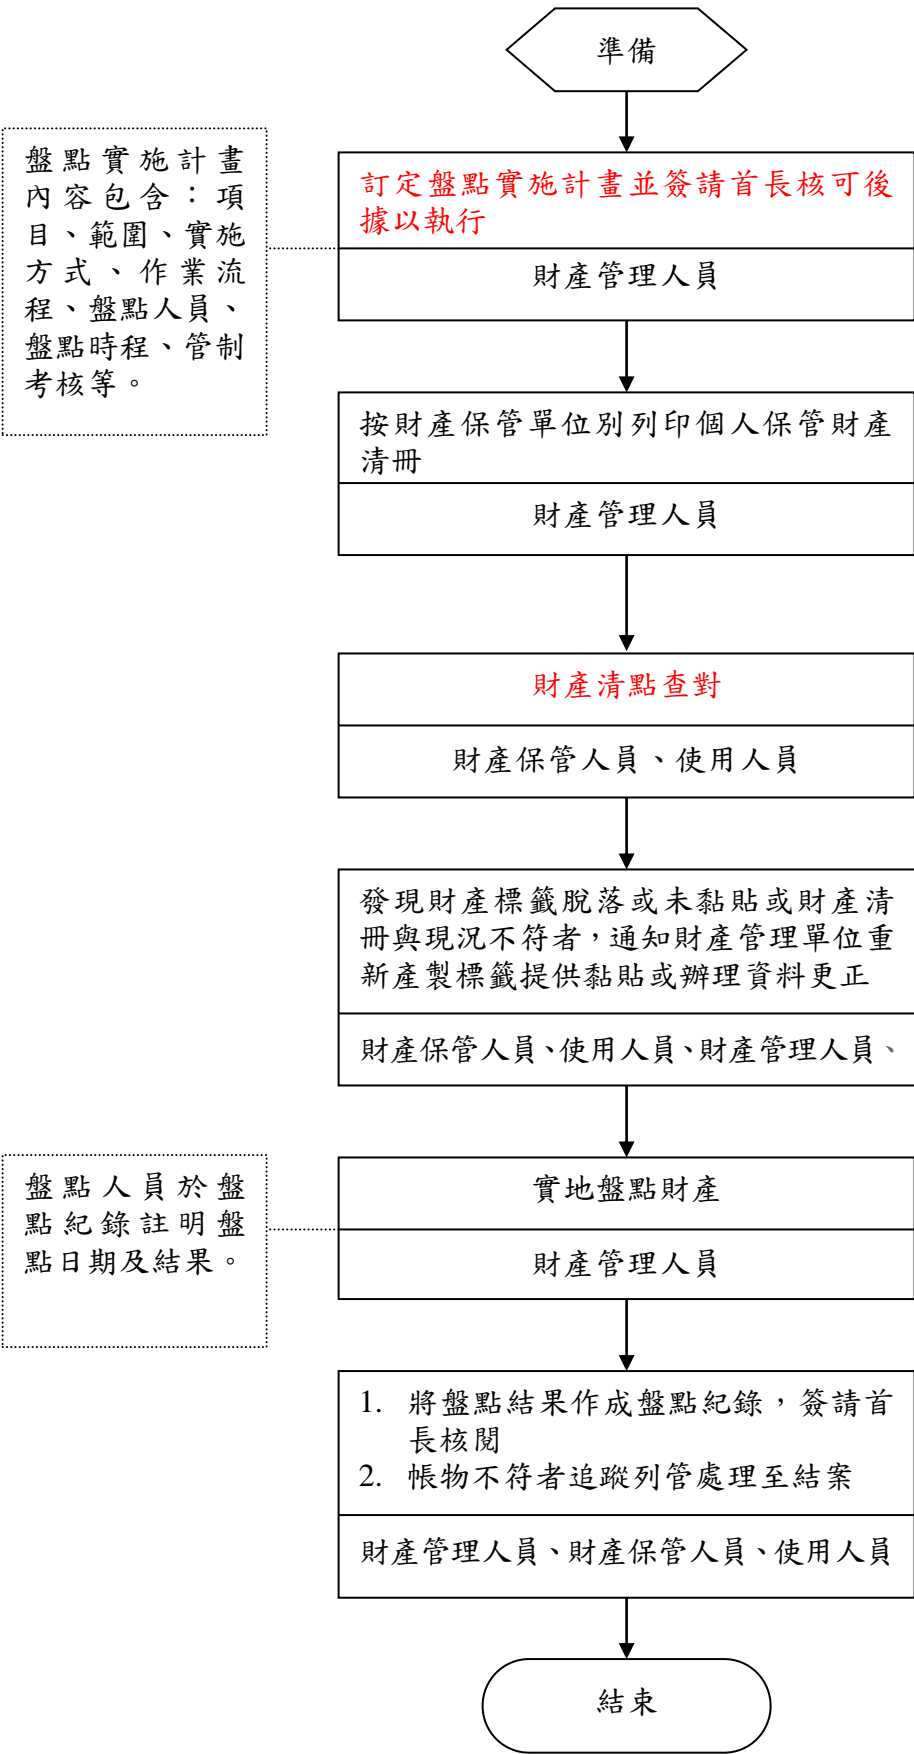 準備
盤點實施計畫
內容包含：項
目、範圍、實施
方式、作業流
程、盤點人員、
盤點時程、管制
考核等。
訂定盤點實施計畫並簽請首長核可後
據以執行
財產管理人員
按財產保管單位別列印個人保管財產
清冊
財產管理人員
財產清點查對
財產保管人員、使用人員
發現財產標籤脫落或未黏貼或財產清
冊與現況不符者，通知財產管理單位重
新產製標籤提供黏貼或辦理資料更正
財產保管人員、使用人員、財產管理人員、
盤點人員於盤
點紀錄註明盤
點日期及結果。
實地盤點財產
財產管理人員
1. 將盤點結果作成盤點紀錄，簽請首
長核閱
2. 帳物不符者追蹤列管處理至結案
財產管理人員、財產保管人員、使用人員
結束